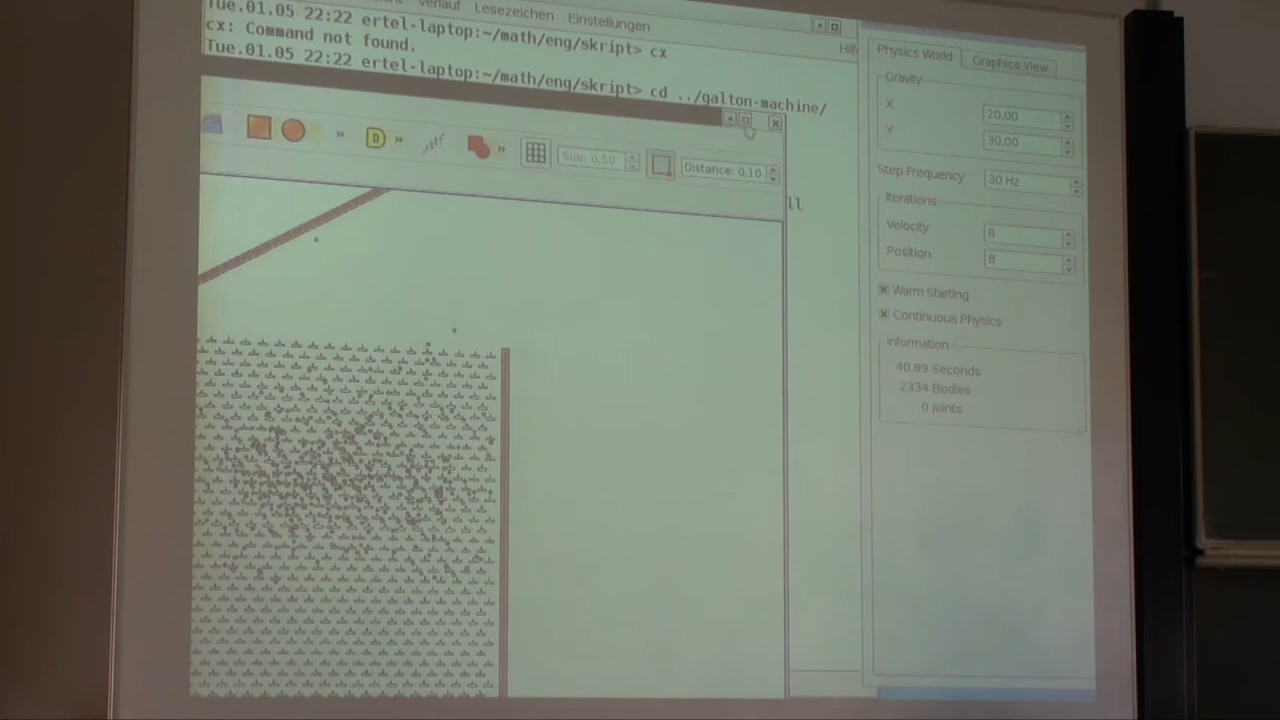 Verlauf Lesezeichen Einstellungen
Tue.01.05 22:22 ertel-laptop:~/math/eng/skript> cx
cx: Command not found.
Tue.01.05 22:22 ertel-laptop:~/math/eng/skript> cd ../galton-machine/
D
Size: 0,50
Distance: 0,10
ll
Physics World
Graphics View
Gravity
X 20.00
Y 30.00
Step Frequency 30 Hz
Iterations
Velocity 8
Position 8
Warm Starting
Continuous Physics
Information
40.89 Seconds
2334 Bodies
0 Joints